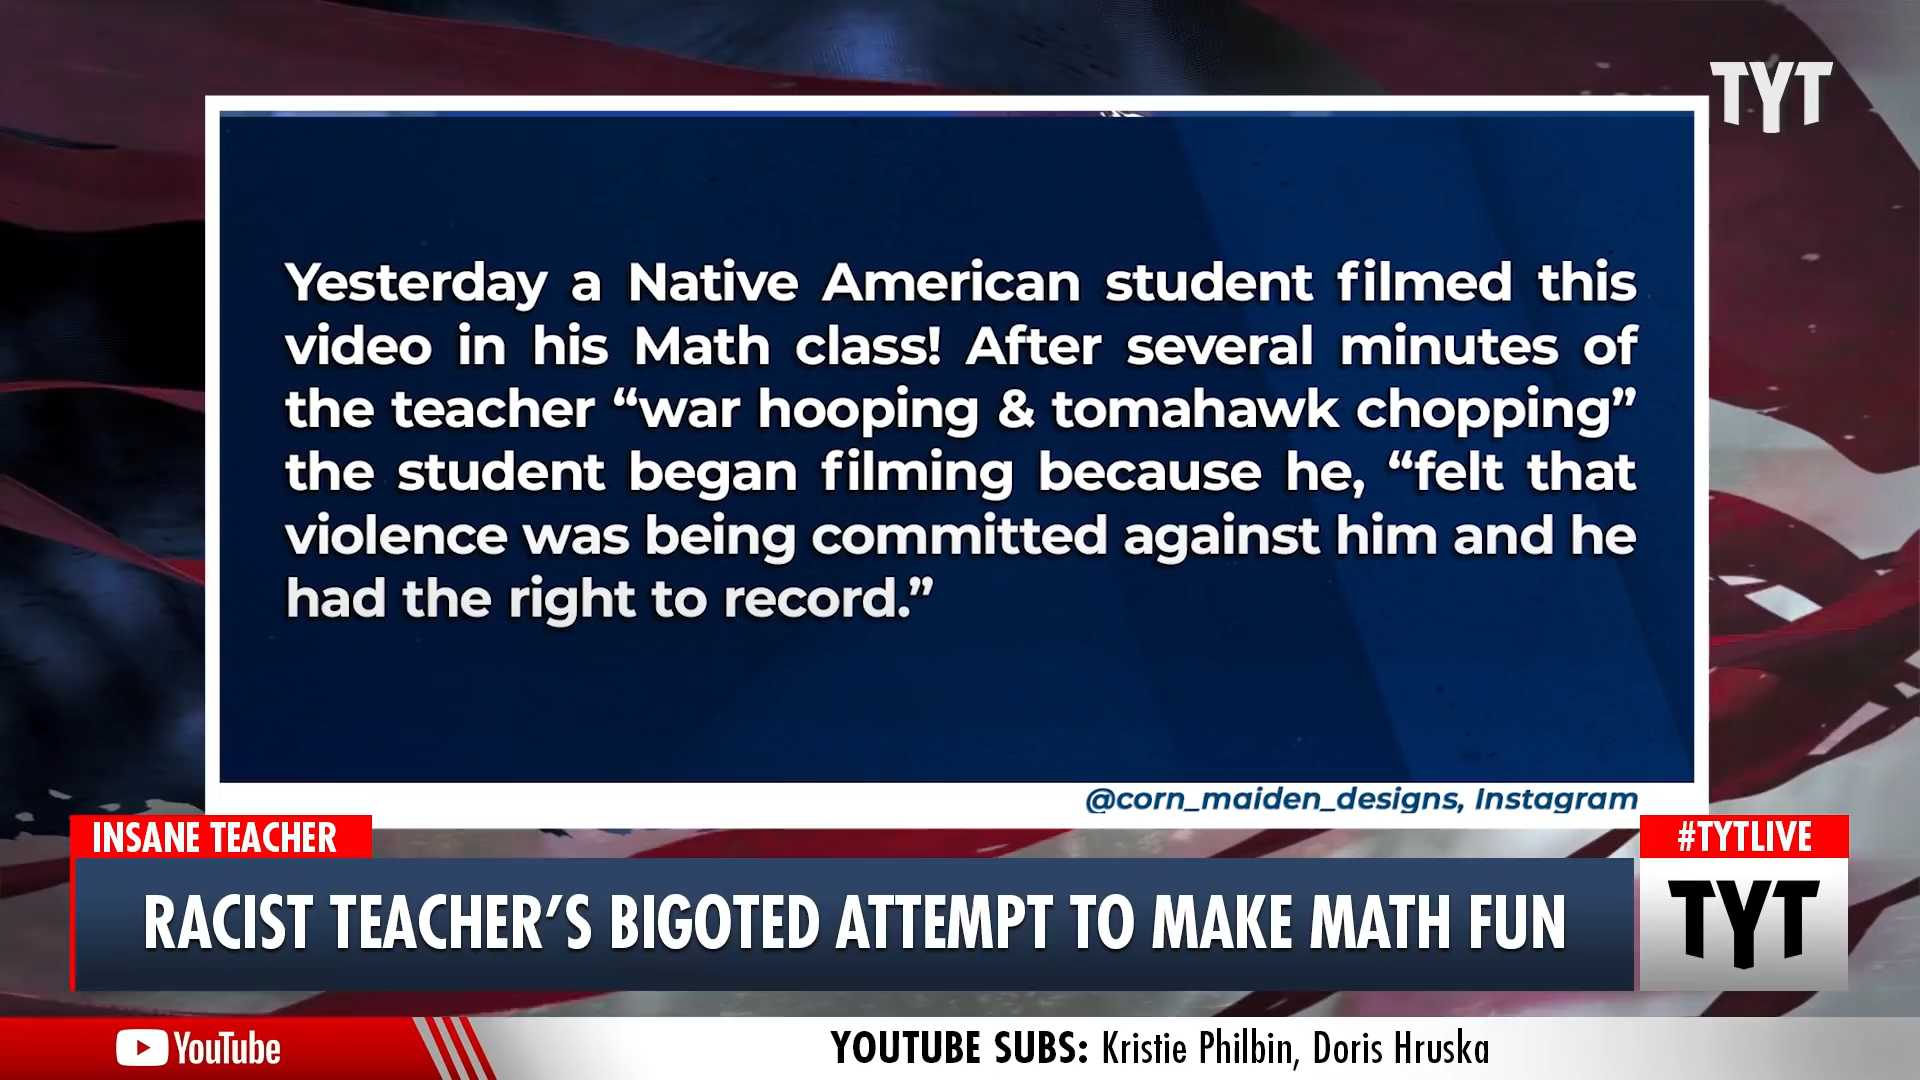 TYT
Yesterday a Native American student filmed this
video in his Math class! After several minutes of
the teacher “war hooping & tomahawk chopping”
the student began filming because he, “felt that
violence was being committed against him and he
had the right to record.”
@corn_maiden_designs, Instagram
INSANE TEACHER
#TYTLIVE
RACIST TEACHER’S BIGOTED ATTEMPT TO MAKE MATH FUN
TYT
YouTube
YOUTUBE SUBS: Kristie Philbin, Doris Hruska